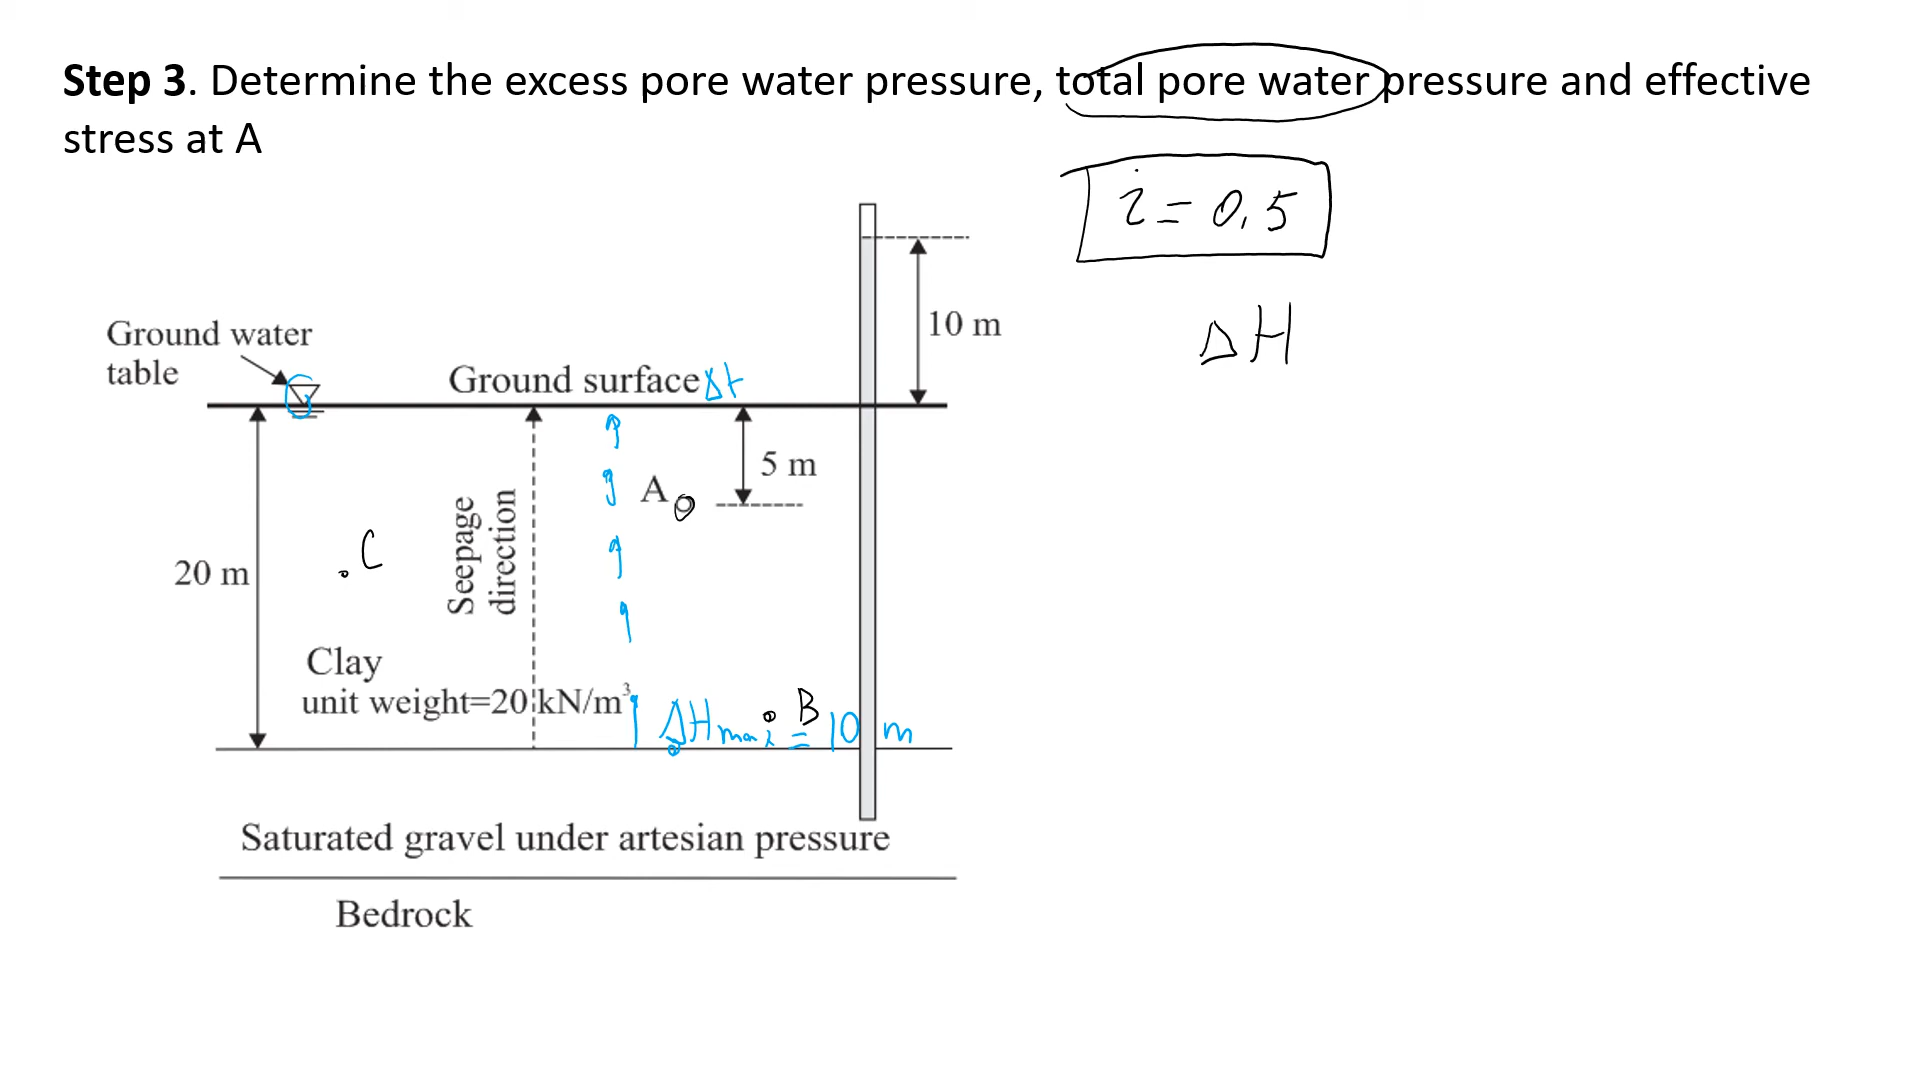 Step 3. Determine the excess pore water pressure, total pore water pressure and effective
stress at A
i = 0,5
10 m
ΔH
Ground water
table
Ground surface
5 m
A
C
Seepage
direction
20 m
Clay
unit weight=20 kN/m³
B
ΔHmax = 10 m
Saturated gravel under artesian pressure
Bedrock